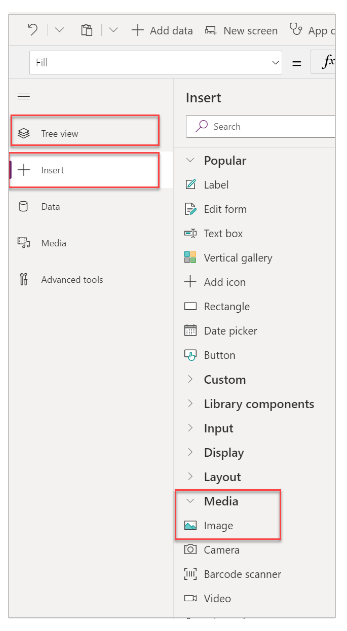 Add data New screen App c
Fill = fx
Insert
Search
Tree view
Insert
Data
Media
Advanced tools
Popular
Label
Edit form
Text box
Vertical gallery
Add icon
Rectangle
Date picker
Button
Custom
Library components
Input
Display
Layout
Media
Image
Camera
Barcode scanner
Video